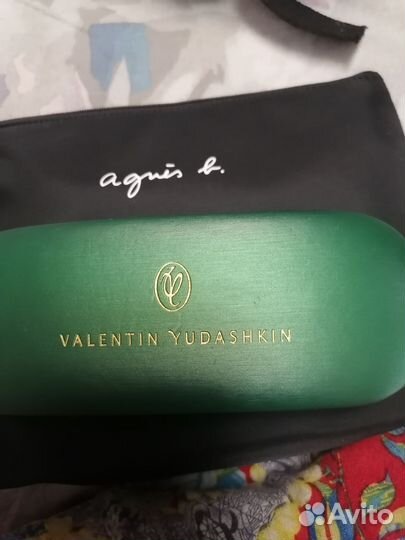 agnès b.
VALENTIN YUDASHKIN
Avito